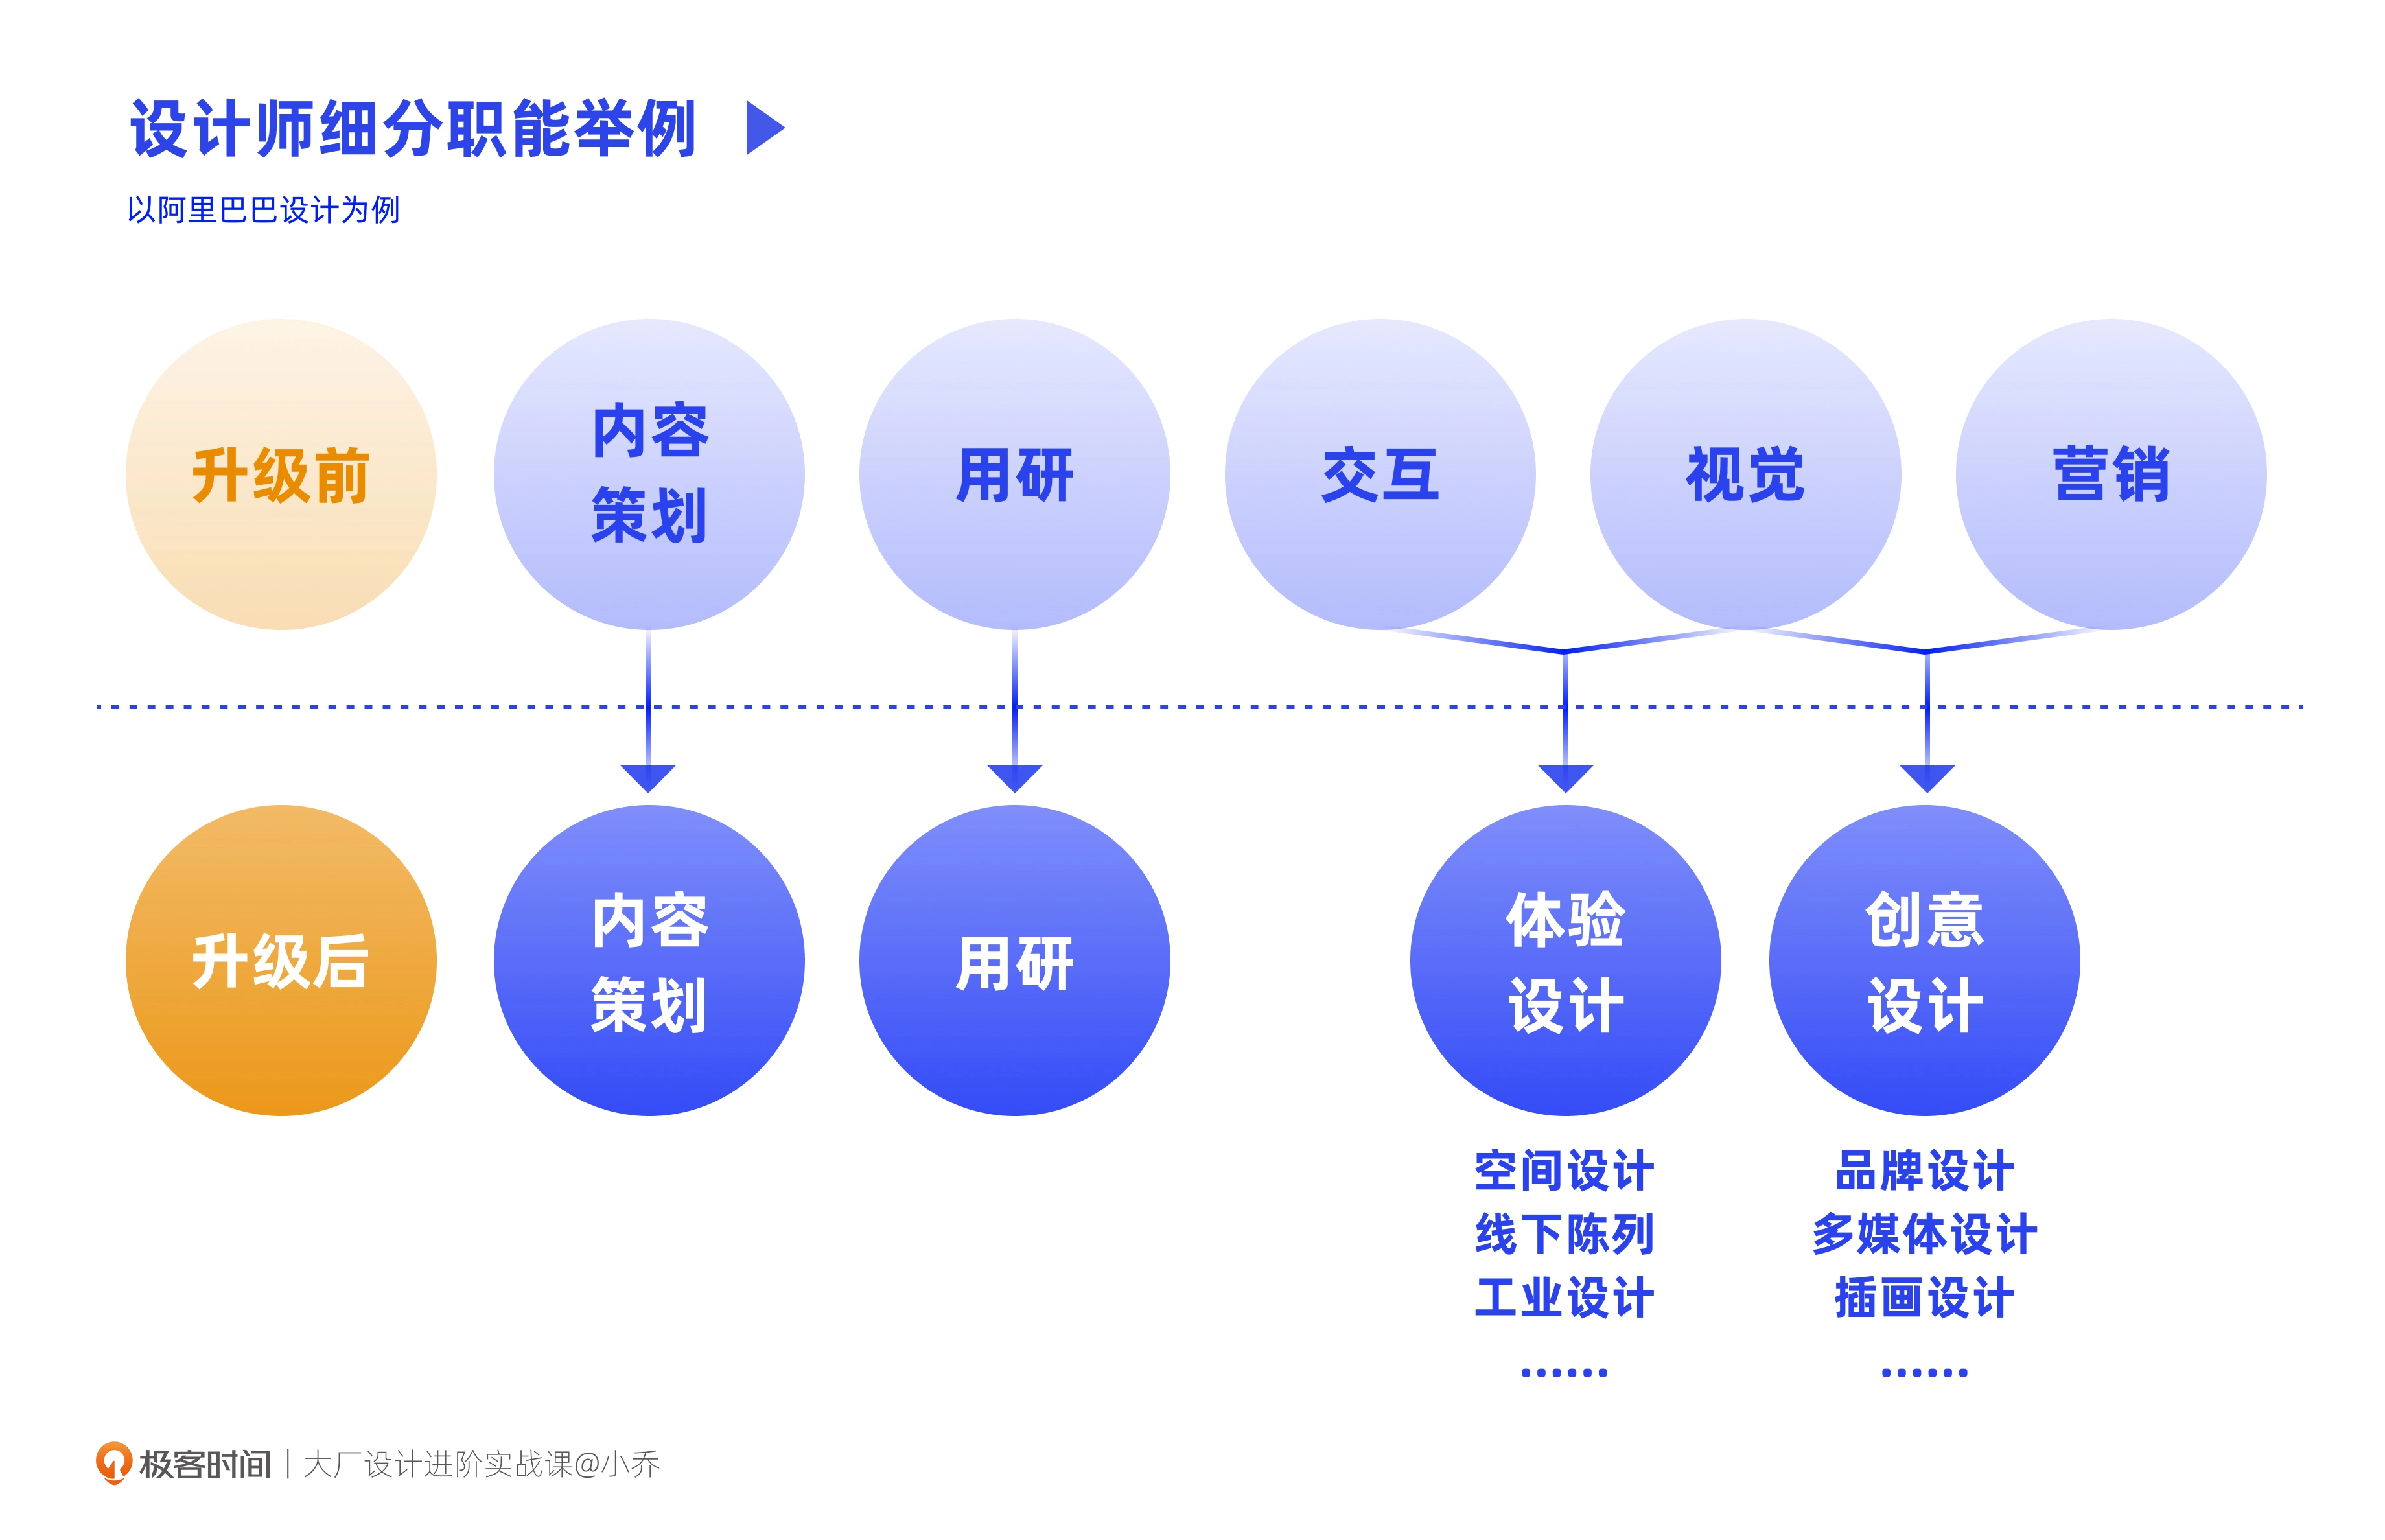 设计师细分职能举例
以阿里巴巴设计为例
升级前
内容
策划
用研
交互
视觉
营销
升级后
内容
策划
用研
体验
设计
创意
设计
空间设计
线下陈列
工业设计
……
品牌设计
多媒体设计
插画设计
……
极客时间 | 大厂设计进阶实战课@小乔